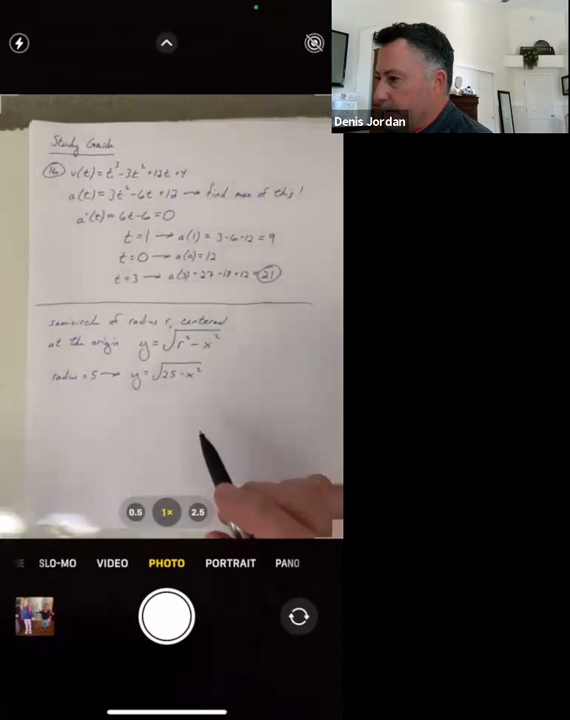 Denis Jordan
Study Guide
16 v(t)=t³-3t²+12t+4
a(t)=3t²-6t+12 → find max of this!
a'(t)=6t-6=0
t=1 → a(1)=3-6+12=9
t=0 → a(0)=12
t=3 → a(3)=27-18+12=21
semicircle of radius r, centered
at the origin y=√r²-x²
radius=5 → y=√25-x²
0.5 1× 2.5
SLO-MO VIDEO PHOTO PORTRAIT PANO